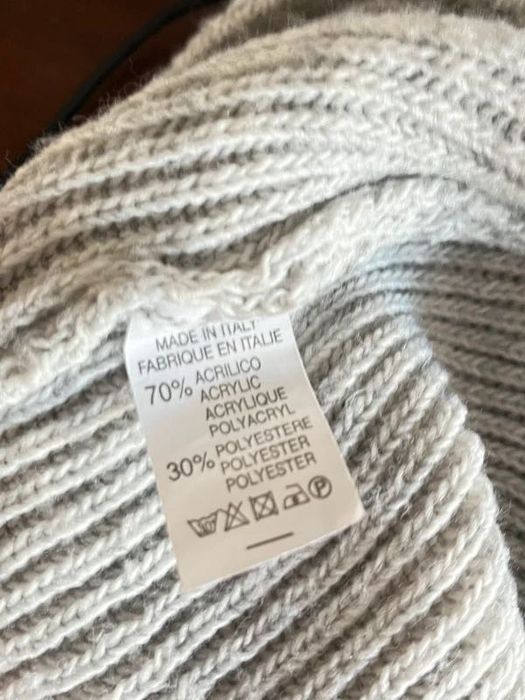 MADE IN ITALY
FABRIQUE EN ITALIE
70% ACRILICO
ACRYLIC
ACRYLIQUE
POLYACRYL
30% POLYESTERE
POLYESTER
POLYESTER
P